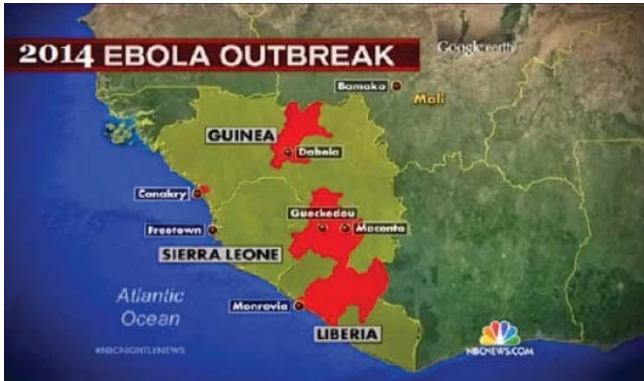 2014 EBOLA OUTBREAK
Google earth
Bamako
Mali
GUINEA
Dabola
Conakry
Gueckedou
Freetown
Macenta
SIERRA LEONE
Atlantic
Ocean
Monrovia
LIBERIA
#NBCNIGHTLYNEWS
NBCNEWS.COM